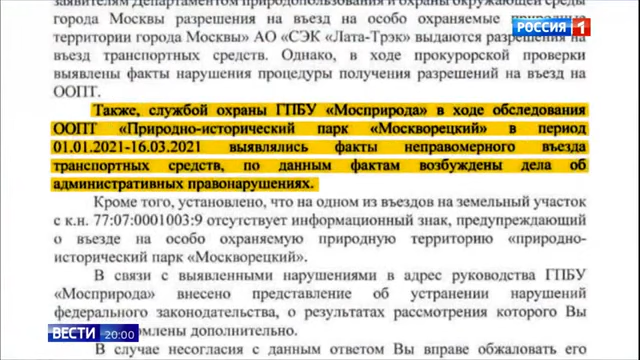 заявителям Департаментом природопользования и охраны окружающей среды
города Москвы разрешения на въезд на особо охраняемые природные
территории города Москвы» АО «СЭК «Лата-Трэк» выдаются разрешения на
въезд транспортных средств. Однако, в ходе прокурорской проверки
выявлены факты нарушения процедуры получения разрешений на въезд на
ООПТ.
Также, службой охраны ГПБУ «Мосприрода» в ходе обследования
ООПТ «Природно-исторический парк «Москворецкий» в период
01.01.2021-16.03.2021 выявлялись факты неправомерного въезда
транспортных средств, по данным фактам возбуждены дела об
административных правонарушениях.
Кроме того, установлено, что на одном из въездов на земельный участок
с к.н. 77:07:0001003:9 отсутствует информационный знак, предупреждающий
о въезде на особо охраняемую природную территорию «природно-
исторический парк «Москворецкий».
В связи с выявленными нарушениями в адрес руководства ГПБУ
«Мосприрода» внесено представление об устранении нарушений
федерального законодательства, о результатах рассмотрения которого Вы
омлены дополнительно.
В случае несогласия с данным ответом Вы вправе обжаловать его
РОССИЯ 1
ВЕСТИ 20:00